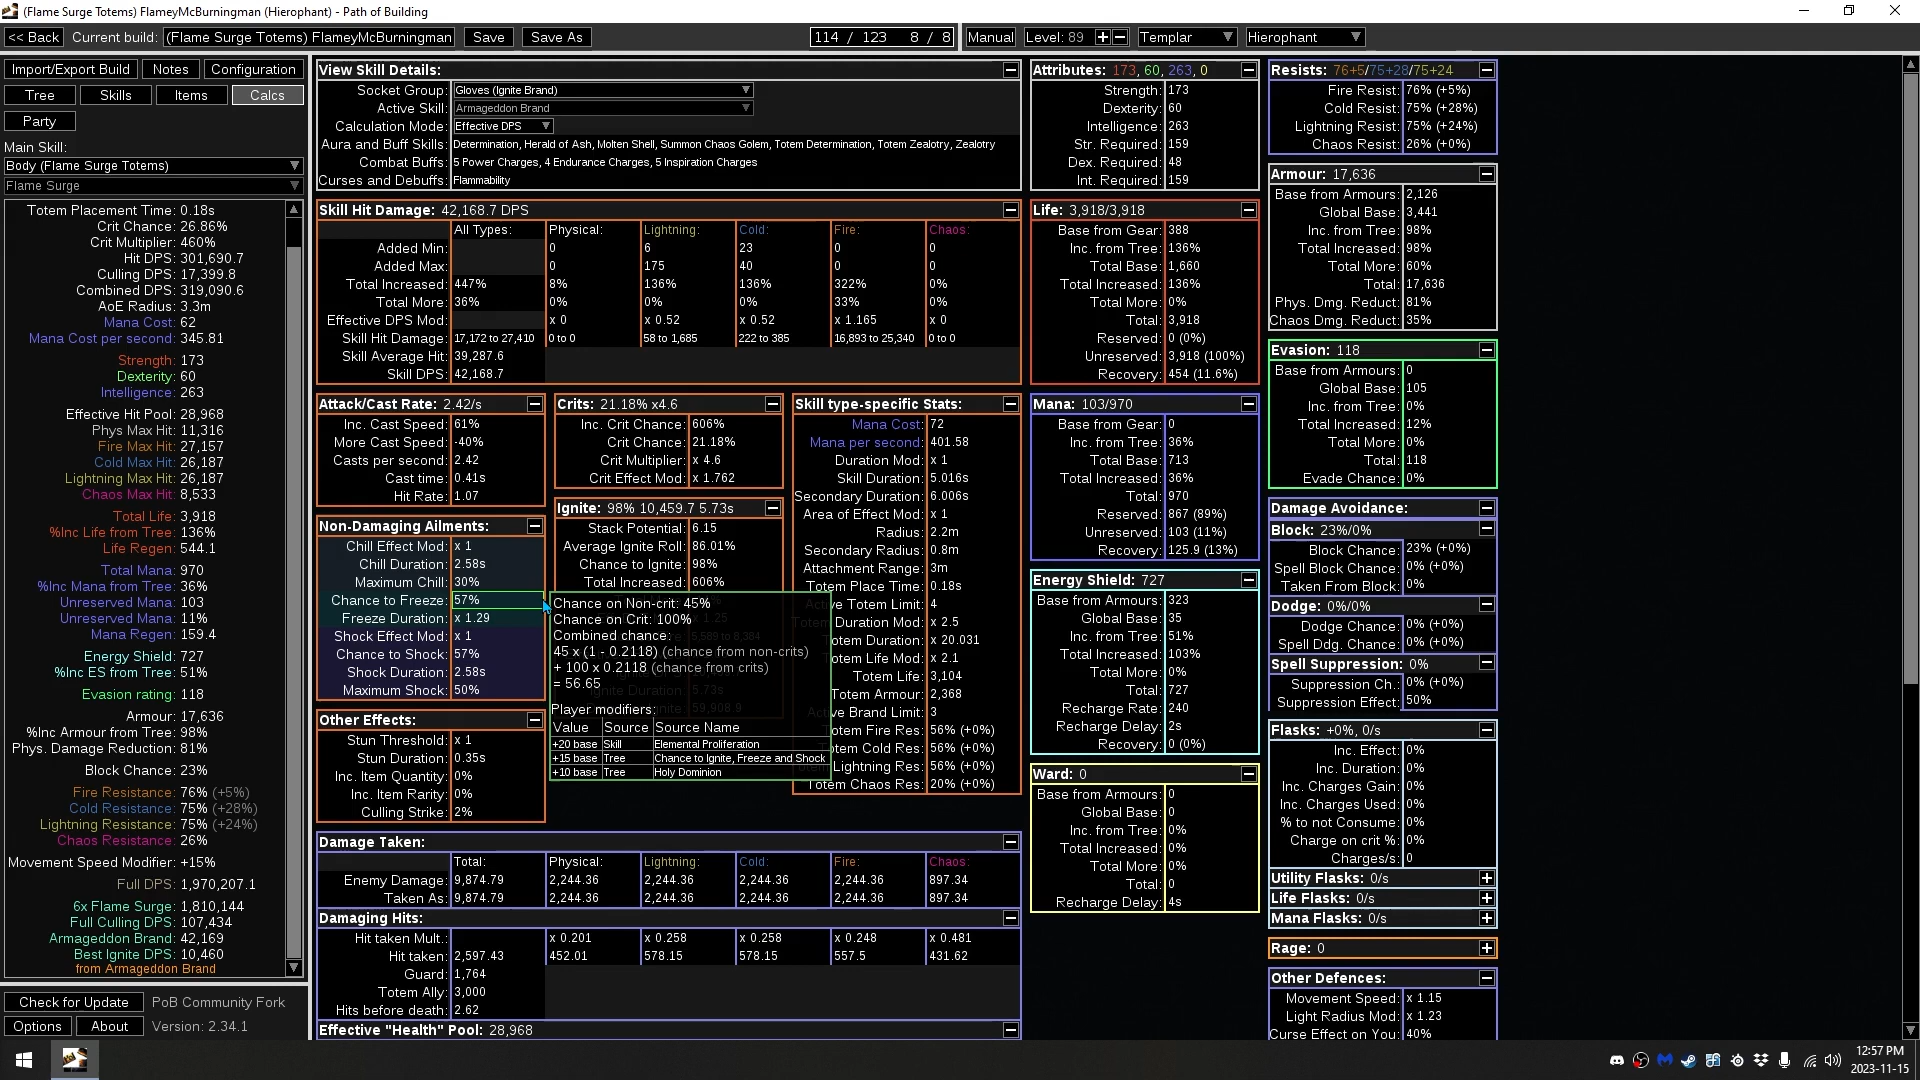 (Flame Surge Totems) FlameyMcBurningman (Hierophant) - Path of Building
<< Back
Current build: (Flame Surge Totems) FlameyMcBurningman
Save
Save As
114 / 123 8 / 8
Manual
Level: 89
Templar
Hierophant
Import/Export Build
Notes
Configuration
Tree
Skills
Items
Calcs
Party
Main Skill:
Body (Flame Surge Totems)
Flame Surge
Totem Placement Time: 0.18s
Crit Chance: 26.86%
Crit Multiplier: 460%
Hit DPS: 301,690.7
Culling DPS: 17,399.8
Combined DPS: 319,090.6
AoE Radius: 3.3m
Mana Cost: 62
Mana Cost per second: 345.81
Strength: 173
Dexterity: 60
Intelligence: 263
Effective Hit Pool: 28,968
Phys Max Hit: 11,316
Fire Max Hit: 27,157
Cold Max Hit: 26,187
Lightning Max Hit: 26,187
Chaos Max Hit: 8,533
Total Life: 3,918
%Inc Life from Tree: 136%
Life Regen: 544.1
Total Mana: 970
%Inc Mana from Tree: 36%
Unreserved Mana: 103
Unreserved Mana: 11%
Mana Regen: 159.4
Energy Shield: 727
%Inc ES from Tree: 51%
Evasion rating: 118
Armour: 17,636
%Inc Armour from Tree: 98%
Phys. Damage Reduction: 81%
Block Chance: 23%
Fire Resistance: 76% (+5%)
Cold Resistance: 75% (+28%)
Lightning Resistance: 75% (+24%)
Chaos Resistance: 26%
Movement Speed Modifier: +15%
Full DPS: 1,970,207.1
6x Flame Surge: 1,810,144
Full Culling DPS: 107,434
Armageddon Brand: 42,169
Best Ignite DPS: 10,460
from Armageddon Brand
Check for Update
PoB Community Fork
Options
About
Version: 2.34.1
View Skill Details:
Socket Group: Gloves (Ignite Brand)
Active Skill: Armageddon Brand
Calculation Mode: Effective DPS
Aura and Buff Skills: Determination, Herald of Ash, Molten Shell, Summon Chaos Golem, Totem Determination, Totem Zealotry, Zealotry
Combat Buffs: 5 Power Charges, 4 Endurance Charges, 5 Inspiration Charges
Curses and Debuffs: Flammability
Skill Hit Damage: 42,168.7 DPS
All Types: Physical: Lightning: Cold: Fire: Chaos:
Added Min: 0 6 23 0 0
Added Max: 0 175 40 0 0
Total Increased: 447% 8% 136% 136% 322% 0%
Total More: 36% 0% 0% 0% 33% 0%
Effective DPS Mod: x 0 x 0.52 x 0.52 x 1.165 x 0
Skill Hit Damage: 17,172 to 27,410 0 to 0 58 to 1,685 222 to 385 16,893 to 25,340 0 to 0
Skill Average Hit: 39,287.6
Skill DPS: 42,168.7
Attack/Cast Rate: 2.42/s
Inc. Cast Speed: 61%
More Cast Speed: -40%
Casts per second: 2.42
Cast time: 0.41s
Hit Rate: 1.07
Crits: 21.18% x4.6
Inc. Crit Chance: 606%
Crit Chance: 21.18%
Crit Multiplier: x 4.6
Crit Effect Mod: x 1.762
Ignite: 98% 10,459.7 5.73s
Stack Potential: 6.15
Average Ignite Roll: 86.01%
Chance to Ignite: 98%
Total Increased: 606%
Non-Damaging Ailments:
Chill Effect Mod: x 1
Chill Duration: 2.58s
Maximum Chill: 30%
Chance to Freeze: 57%
Freeze Duration: x 1.29
Shock Effect Mod: x 1
Chance to Shock: 57%
Shock Duration: 2.58s
Maximum Shock: 50%
Chance on Non-crit: 45%
Chance on Crit: 100%
Combined chance:
45 x (1 - 0.2118) (chance from non-crits)
+ 100 x 0.2118 (chance from crits)
= 56.65
Player modifiers:
Value Source Source Name
+20 base Skill Elemental Proliferation
+15 base Tree Chance to Ignite, Freeze and Shock
+10 base Tree Holy Dominion
Other Effects:
Stun Threshold: x 1
Stun Duration: 0.35s
Inc. Item Quantity: 0%
Inc. Item Rarity: 0%
Culling Strike: 2%
Skill type-specific Stats:
Mana Cost: 72
Mana per second: 401.58
Duration Mod: x 1
Skill Duration: 5.016s
Secondary Duration: 6.006s
Area of Effect Mod: x 1
Radius: 2.2m
Secondary Radius: 0.8m
Attachment Range: 3m
Totem Place Time: 0.18s
Active Totem Limit: 4
Totem Duration Mod: x 2.5
Totem Duration: x 20.031
Totem Life Mod: x 2.1
Totem Life: 3,104
Totem Armour: 2,368
Active Brand Limit: 3
Totem Fire Res: 56% (+0%)
Totem Cold Res: 56% (+0%)
Totem Lightning Res: 56% (+0%)
Totem Chaos Res: 20% (+0%)
Damage Taken:
Total: Physical: Lightning: Cold: Fire: Chaos:
Enemy Damage: 9,874.79 2,244.36 2,244.36 2,244.36 2,244.36 897.34
Taken As: 9,874.79 2,244.36 2,244.36 2,244.36 2,244.36 897.34
Damaging Hits:
Hit taken Mult.: x 0.201 x 0.258 x 0.258 x 0.248 x 0.481
Hit taken: 2,597.43 452.01 578.15 578.15 557.5 431.62
Guard: 1,764
Totem Ally: 3,000
Hits before death: 2.62
Effective "Health" Pool: 28,968
Attributes: 173, 60, 263, 0
Strength: 173
Dexterity: 60
Intelligence: 263
Str. Required: 159
Dex. Required: 48
Int. Required: 159
Life: 3,918/3,918
Base from Gear: 388
Inc. from Tree: 136%
Total Base: 1,660
Total Increased: 136%
Total More: 0%
Total: 3,918
Reserved: 0 (0%)
Unreserved: 3,918 (100%)
Recovery: 454 (11.6%)
Mana: 103/970
Base from Gear: 0
Inc. from Tree: 36%
Total Base: 713
Total Increased: 36%
Total: 970
Reserved: 867 (89%)
Unreserved: 103 (11%)
Recovery: 125.9 (13%)
Energy Shield: 727
Base from Armours: 323
Global Base: 35
Inc. from Tree: 51%
Total Increased: 103%
Total More: 0%
Total: 727
Recharge Rate: 240
Recharge Delay: 2s
Recovery: 0 (0%)
Ward: 0
Base from Armours: 0
Global Base: 0
Inc. from Tree: 0%
Total Increased: 0%
Total More: 0%
Total: 0
Recharge Delay: 4s
Resists: 76+5/75+28/75+24
Fire Resist: 76% (+5%)
Cold Resist: 75% (+28%)
Lightning Resist: 75% (+24%)
Chaos Resist: 26% (+0%)
Armour: 17,636
Base from Armours: 2,126
Global Base: 3,441
Inc. from Tree: 98%
Total Increased: 98%
Total More: 60%
Total: 17,636
Phys. Dmg. Reduct: 81%
Chaos Dmg. Reduct: 35%
Evasion: 118
Base from Armours: 0
Global Base: 105
Inc. from Tree: 0%
Total Increased: 12%
Total More: 0%
Total: 118
Evade Chance: 0%
Damage Avoidance:
Block: 23%/0%
Block Chance: 23% (+0%)
Spell Block Chance: 0% (+0%)
Taken From Block: 0%
Dodge: 0%/0%
Dodge Chance: 0% (+0%)
Spell Ddg. Chance: 0% (+0%)
Spell Suppression: 0%
Suppression Ch.: 0% (+0%)
Suppression Effect: 50%
Flasks: +0%, 0/s
Inc. Effect: 0%
Inc. Duration: 0%
Inc. Charges Gain: 0%
Inc. Charges Used: 0%
% to not Consume: 0%
Charge on crit %: 0%
Charges/s: 0
Utility Flasks: 0/s
Life Flasks: 0/s
Mana Flasks: 0/s
Rage: 0
Other Defences:
Movement Speed: x 1.15
Light Radius Mod: x 1.23
Curse Effect on You: 40%
12:57 PM
2023-11-15